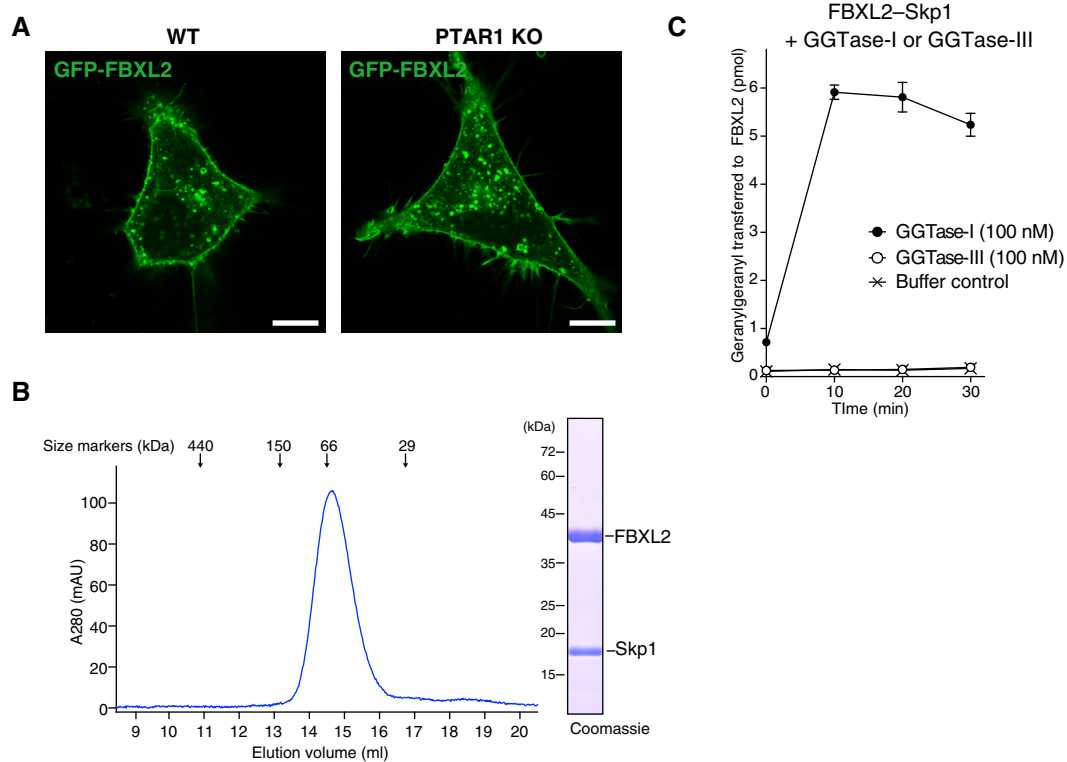 A
WT
PTAR1 KO
GFP-FBXL2
GFP-FBXL2
B
Size markers (kDa) 440 150 66 29
A280 (mAU)
100
80
60
40
20
0
9 10 11 12 13 14 15 16 17 18 19 20
Elution volume (ml)
(kDa)
72
60
45
FBXL2
35
25
20
Skp1
15
Coomassie
C
FBXL2–Skp1
+ GGTase-I or GGTase-III
Geranylgeranyl transferred to FBXL2 (pmol)
6
5
4
3
2
1
0
GGTase-I (100 nM)
GGTase-III (100 nM)
Buffer control
0 10 20 30
TIme (min)